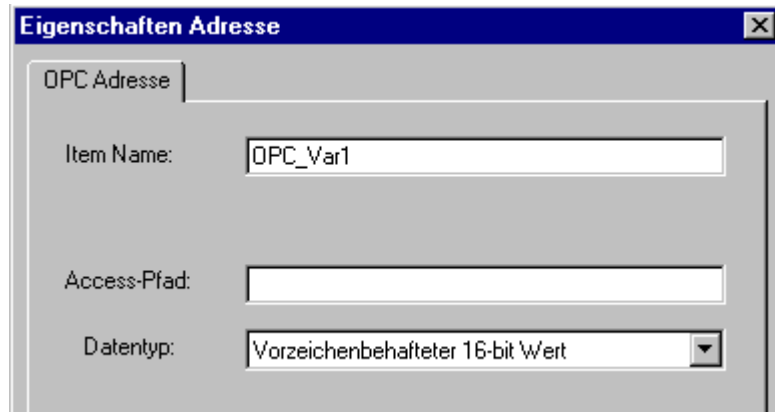 Eigenschaften Adresse
OPC Adresse
Item Name: OPC_Var1
Access-Pfad:
Datentyp: Vorzeichenbehafteter 16-bit Wert